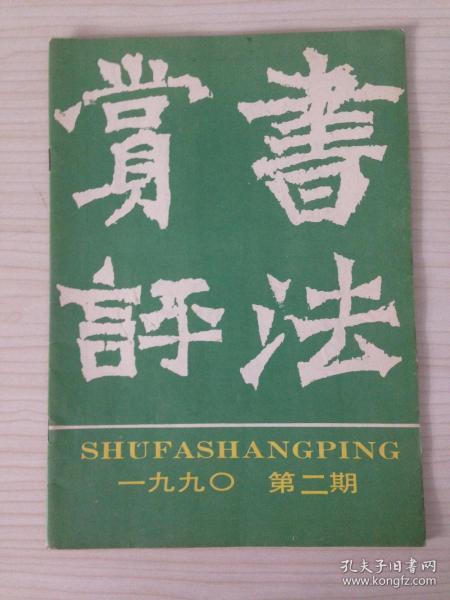 書法
賞評
SHŪFASHANGPING
一九九〇 第二期
孔夫子旧书网
www.kongfz.com